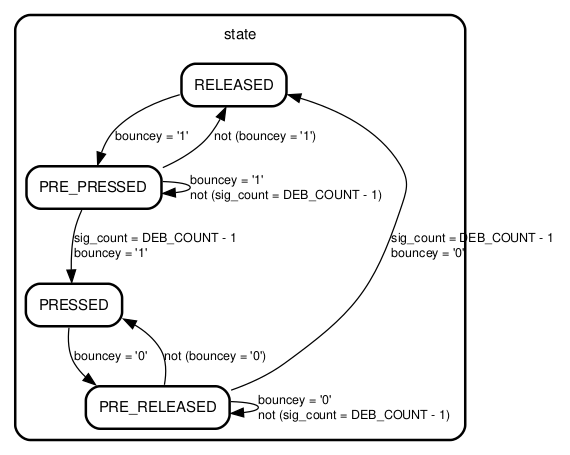 state
RELEASED
bouncey = '1'
not (bouncey = '1')
PRE_PRESSED
bouncey = '1'
not (sig_count = DEB_COUNT - 1)
sig_count = DEB_COUNT - 1
bouncey = '1'
sig_count = DEB_COUNT - 1
bouncey = '0'
PRESSED
bouncey = '0'
not (bouncey = '0')
PRE_RELEASED
bouncey = '0'
not (sig_count = DEB_COUNT - 1)